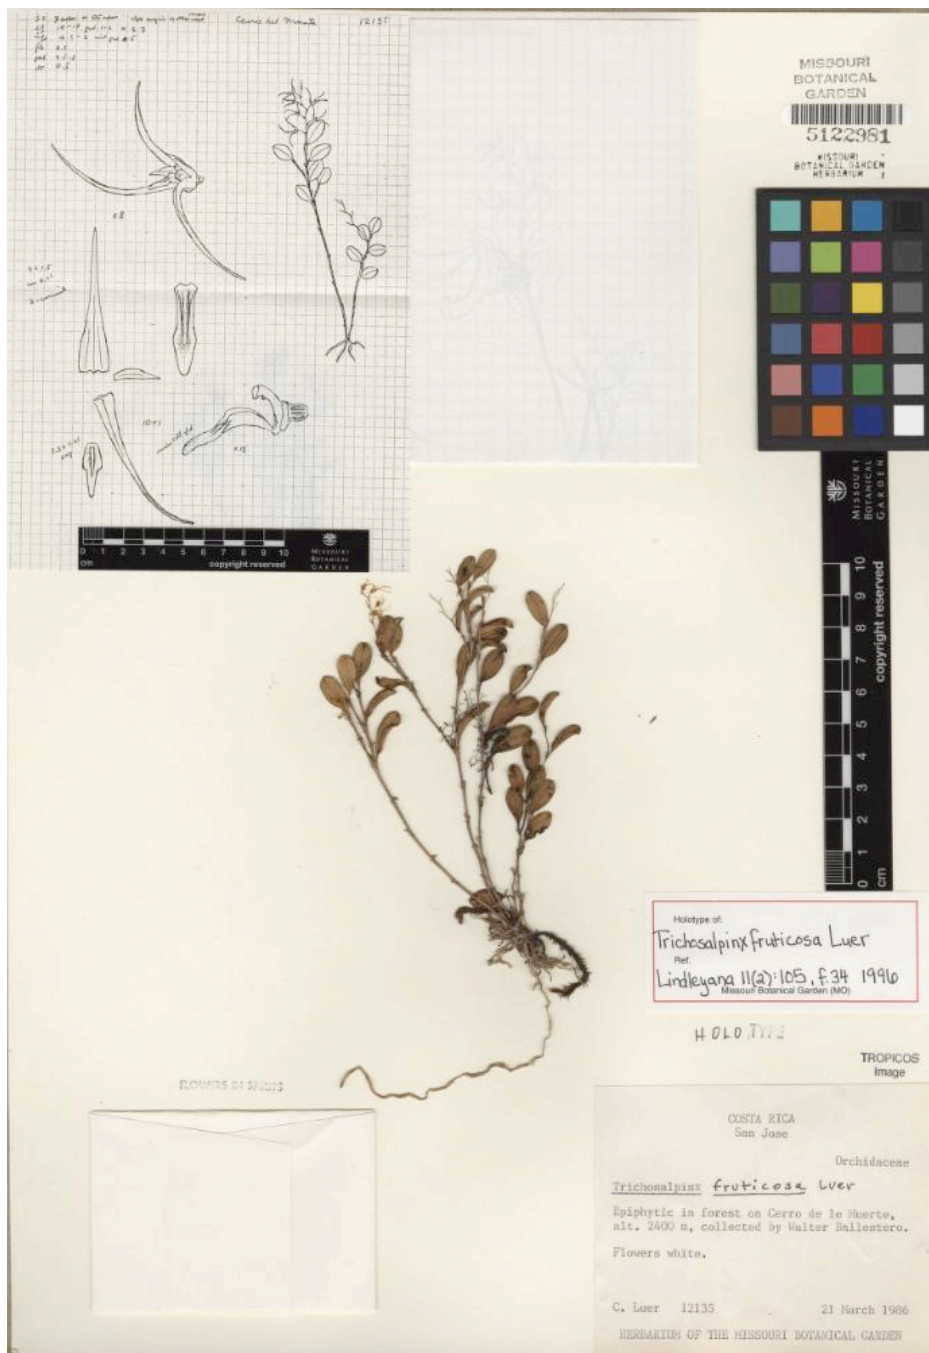 Cerro de la Muerte 12135
x 8
10+1
x 15
MISSOURI
BOTANICAL
GARDEN
5122981
MISSOURI
BOTANICAL GARDEN
HERBARIUM
MISSOURI
BOTANICAL
GARDEN
0 1 2 3 4 5 6 7 8 9 10
cm copyright reserved
MISSOURI
BOTANICAL
GARDEN
10 9 8 7 6 5 4 3 2 1 0
cm
copyright reserved
Holotype of:
Trichosalpinx fruticosa Luer
Ref.
Lindleyana 11(2):105, f.34 1996
Missouri Botanical Garden (MO)
HOLOTYPE
TROPICOS
Image
FLOWERS IN
COSTA RICA
San Jose
Orchidaceae
Trichosalpinx fruticosa Luer
Epiphytic in forest on Cerro de le Muerte,
alt. 2400 m, collected by Walter Ballestero.
Flowers white.
C. Luer 12135 21 March 1986
HERBARIUM OF THE MISSOURI BOTANICAL GARDEN